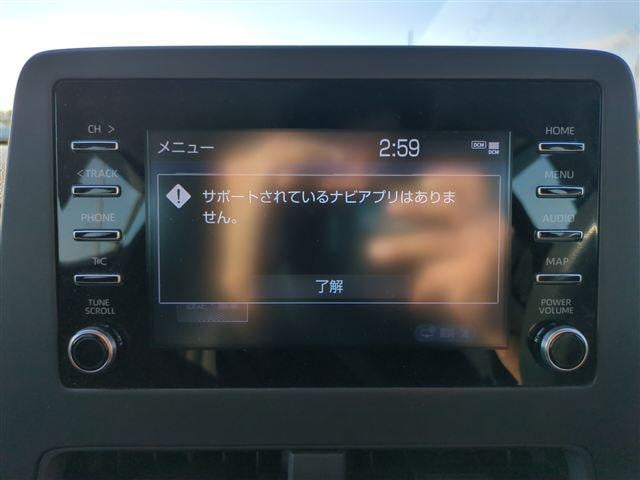 CH >
< TRACK
PHONE
T/C
TUNE
SCROLL
メニュー
2:59
DCM
DCM
サポートされているナビアプリはありま
せん。
了解
HOME
MENU
AUDIO
MAP
POWER
VOLUME